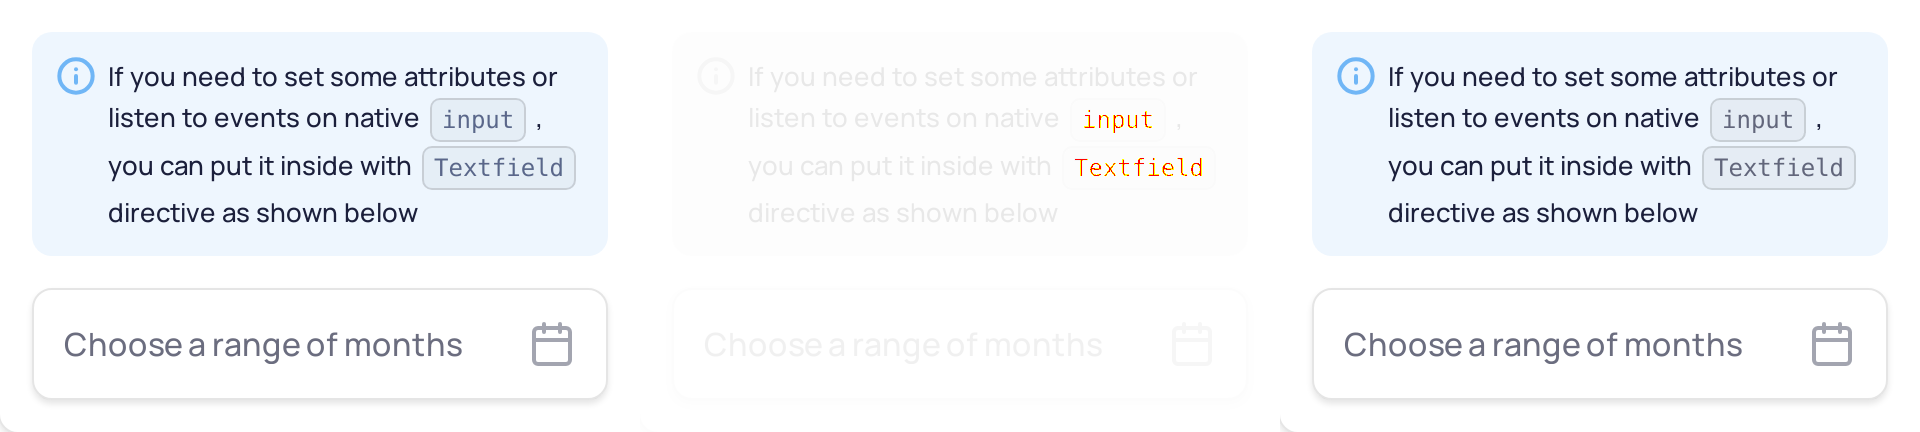 If you need to set some attributes or
listen to events on native input ,
you can put it inside with Textfield
directive as shown below
Choose a range of months
If you need to set some attributes or
listen to events on native input ,
you can put it inside with Textfield
directive as shown below
Choose a range of months
If you need to set some attributes or
listen to events on native input ,
you can put it inside with Textfield
directive as shown below
Choose a range of months